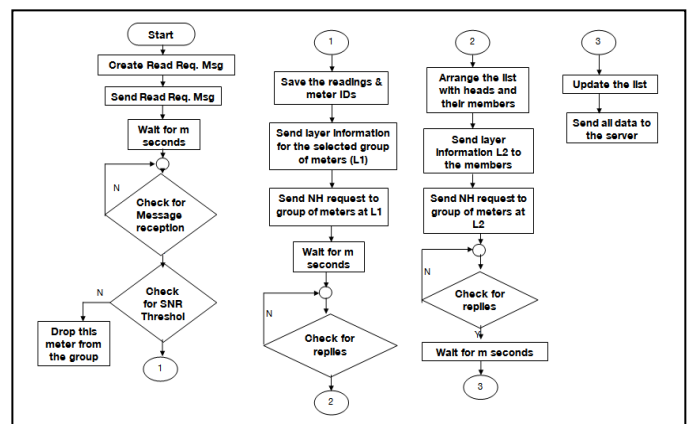 Start
Create Read Req. Msg
Send Read Req. Msg
Wait for m
seconds
N
Check for
Message
reception
N
Check
for SNR
Threshol
Drop this
meter from
the group
1
1
Save the readings &
meter IDs
Send layer Information
for the selected group
of meters (L1)
Send NH request to
group of meters at L1
Wait for m
seconds
N
Check for
replies
2
2
Arrange the list
with heads and
their members
Send layer
Information L2 to
the members
Send NH request to
group of meters at
L2
N
Check for
replies
Y
Wait for m seconds
3
3
Update the list
Send all data to
the server